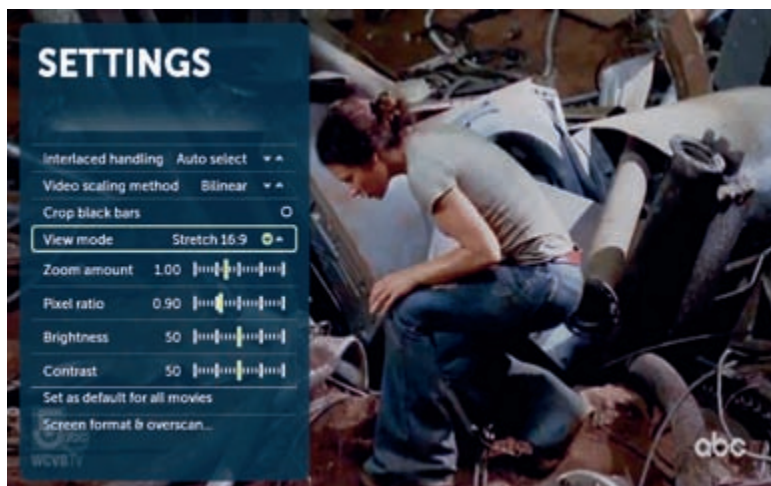 SETTINGS
Interlaced handling Auto select
Video scaling method Bilinear
Crop black bars
View mode Stretch 16:9
Zoom amount 1.00
Pixel ratio 0.90
Brightness 50
Contrast 50
Set as default for all movies
Screen format & overscan...
5
WCVBTV
abc